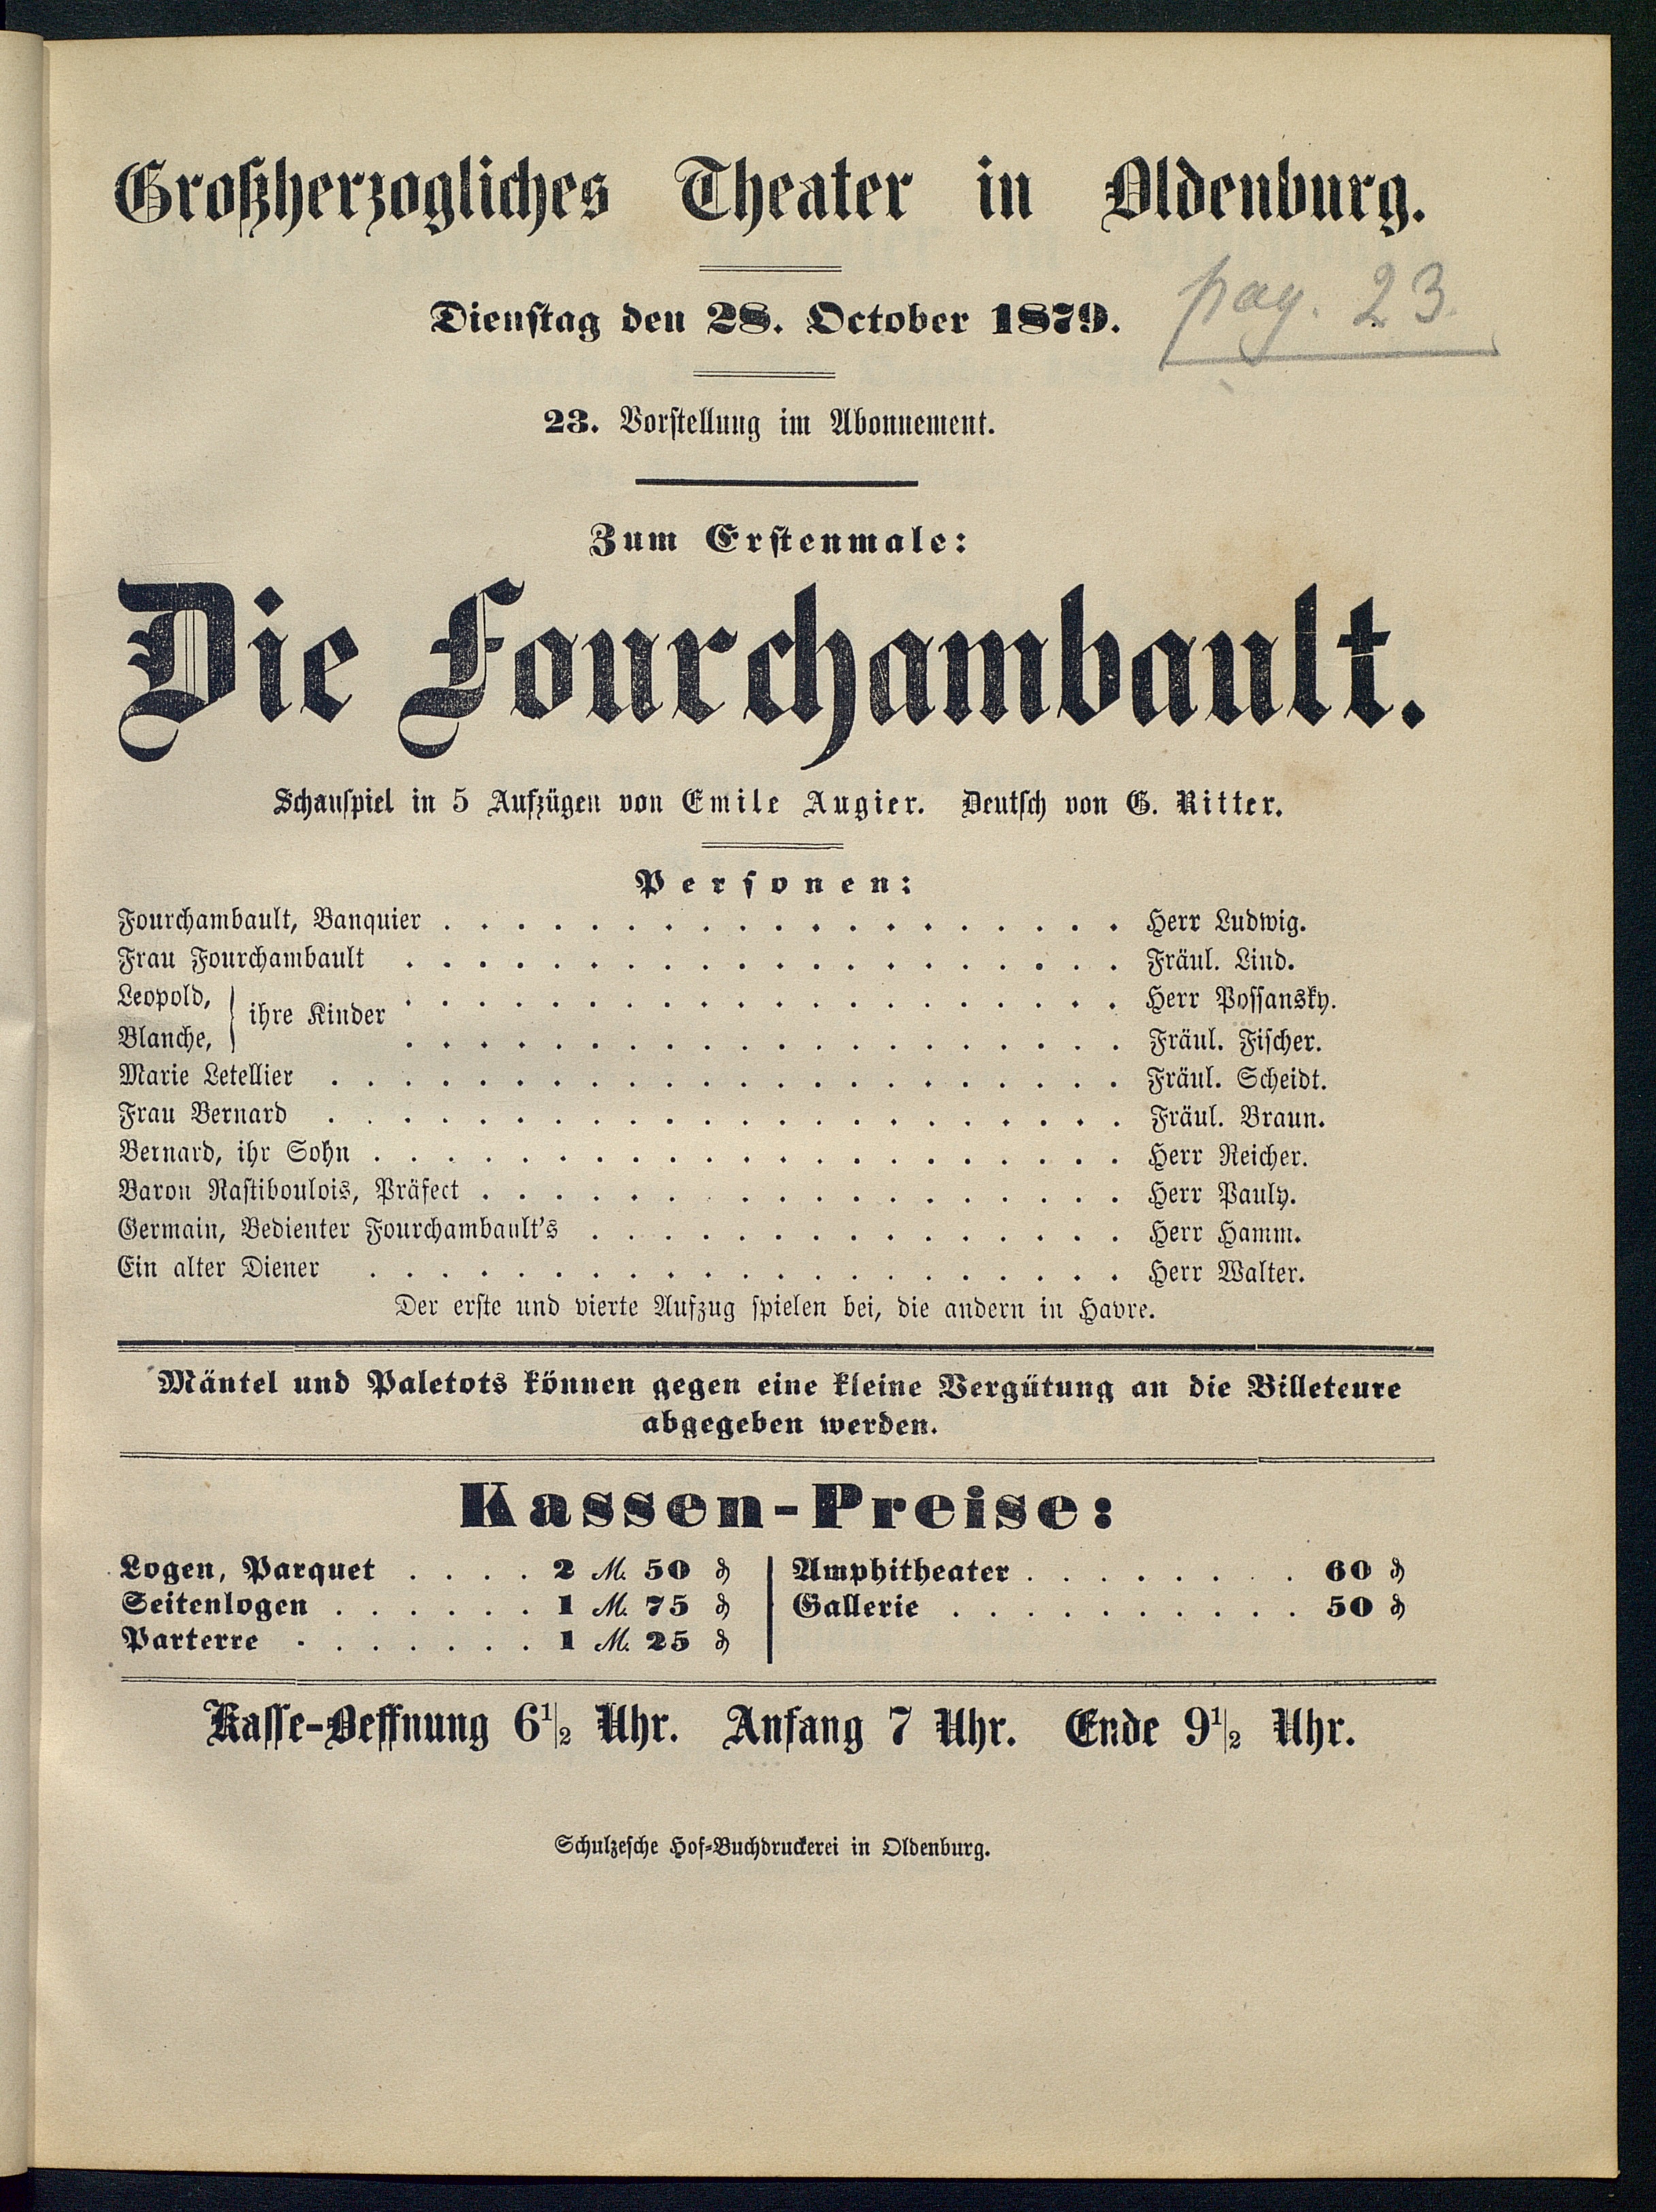 Großherzogliches Theater in Oldenburg.
Dienstag den 28. October 1879.
pag. 23.
23. Vorstellung im Abonnement.
Zum Erstenmale:
Die Fourchambault.
Schauspiel in 5 Aufzügen von Emile Augier. Deutsch von G. Ritter.
Personen:
Fourchambault, Banquier . . . . . . . . . . . . . . . . . . . Herr Ludwig.
Frau Fourchambault . . . . . . . . . . . . . . . . . . . . Fräul. Lind.
Leopold, } ihre Kinder . . . . . . . . . . . . . . . . . . . . Herr Possansky.
Blanche, . . . . . . . . . . . . . . . . . . . . Fräul. Fischer.
Marie Letellier . . . . . . . . . . . . . . . . . . . . . . Fräul. Scheidt.
Frau Bernard . . . . . . . . . . . . . . . . . . . . . . Fräul. Braun.
Bernard, ihr Sohn . . . . . . . . . . . . . . . . . . . . . Herr Reicher.
Baron Rastiboulois, Präfect . . . . . . . . . . . . . . . . . . Herr Pauly.
Germain, Bedienter Fourchambault's . . . . . . . . . . . . . . . Herr Hamm.
Ein alter Diener . . . . . . . . . . . . . . . . . . . . . Herr Walter.
Der erste und vierte Aufzug spielen bei, die andern in Havre.
Mäntel und Paletots können gegen eine kleine Vergütung an die Billeteure
abgegeben werden.
Kassen-Preise:
Logen, Parquet . . . . 2 M. 50 ₰
Seitenlogen . . . . . . 1 M. 75 ₰
Parterre . . . . . . . 1 M. 25 ₰
Amphitheater . . . . . . . . 60 ₰
Gallerie . . . . . . . . . . 50 ₰
Kasse-Oeffnung 6½ Uhr. Anfang 7 Uhr. Ende 9½ Uhr.
Schulzesche Hof-Buchdruckerei in Oldenburg.